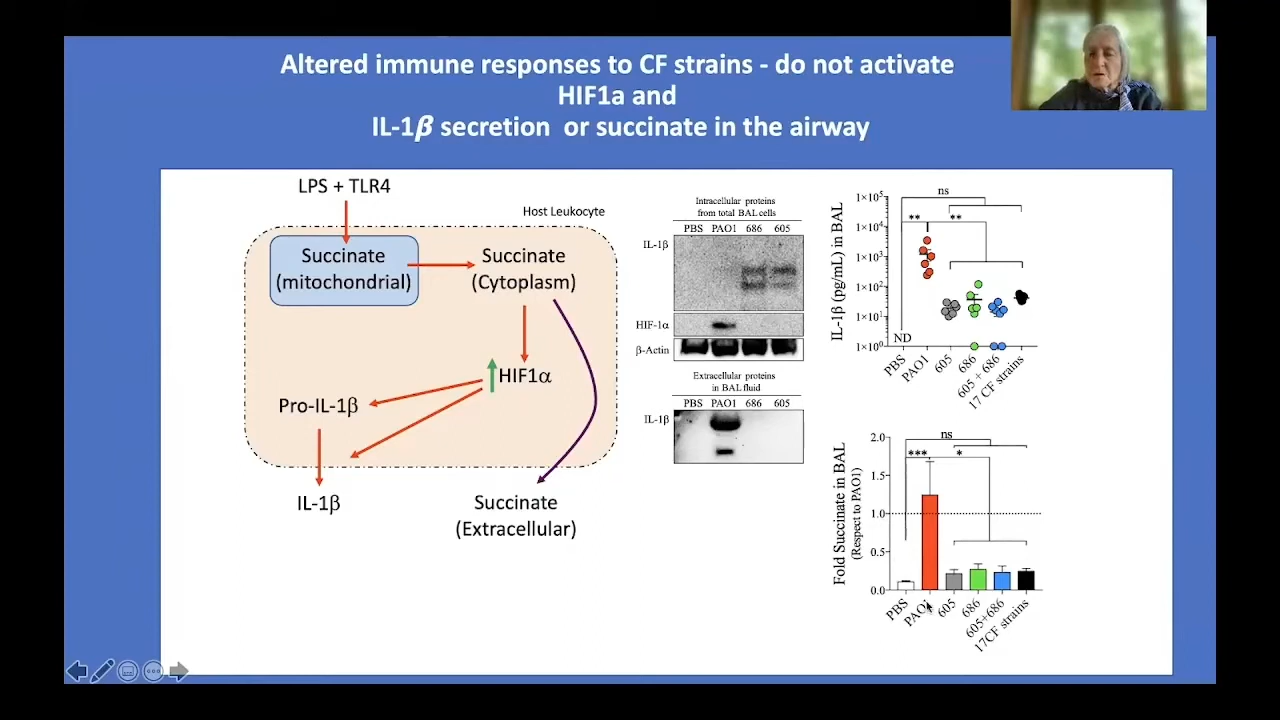 Altered immune responses to CF strains - do not activate
HIF1a and
IL-1β secretion or succinate in the airway
LPS + TLR4
Host Leukocyte
Succinate
(mitochondrial)
Succinate
(Cytoplasm)
HIF1α
Pro-IL-1β
IL-1β
Succinate
(Extracellular)
Intracellular proteins
from total BAL cells
PBS PAO1 686 605
IL-1β
HIF-1α
β-Actin
Extracellular proteins
in BAL fluid
PBS PAO1 686 605
IL-1β
IL-1β (pg/mL) in BAL
1×10⁵
1×10⁴
1×10³
1×10²
1×10¹
1×10⁰
ns
** **
ND
PBS
PAO1
605
686
605 + 686
17 CF strains
Fold Succinate in BAL
(Respect to PAO1)
2.0
1.5
1.0
0.5
0.0
ns
*** *
PBS
PAO1
605
686
605+686
17CF strains